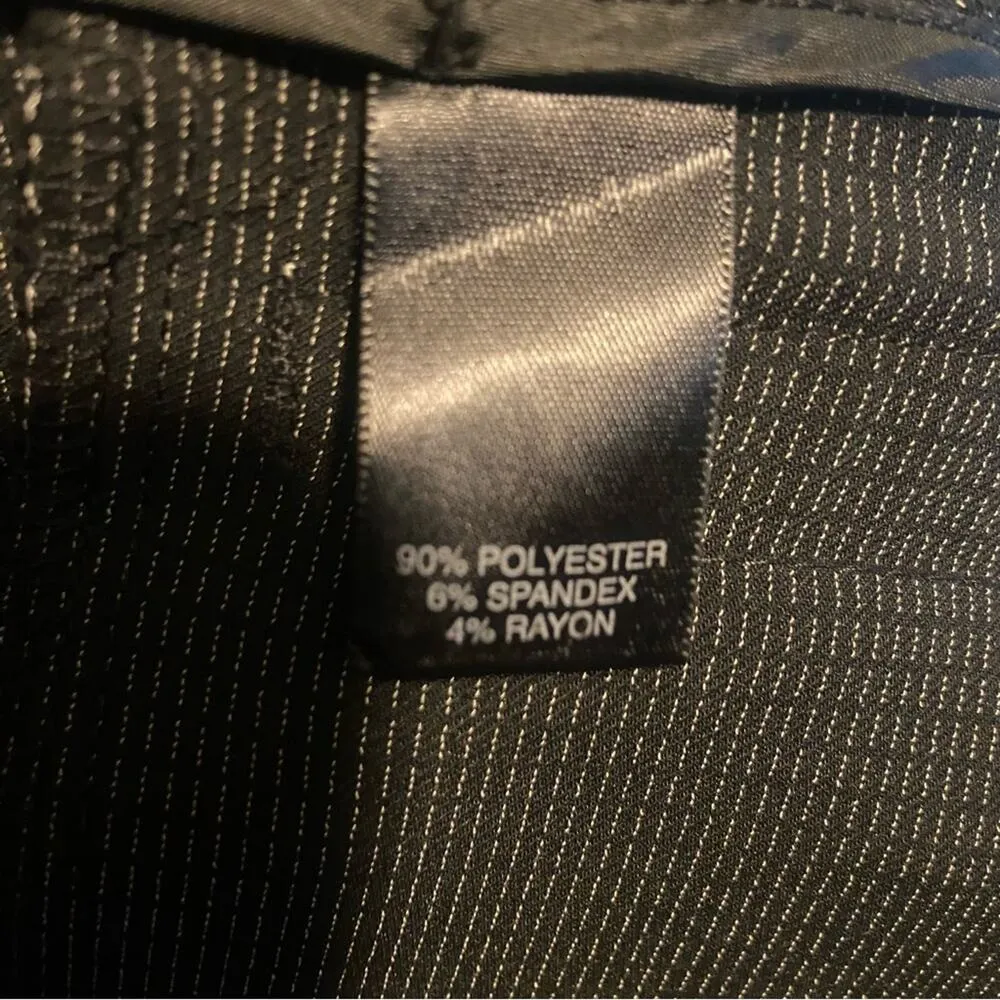 90% POLYESTER
6% SPANDEX
4% RAYON